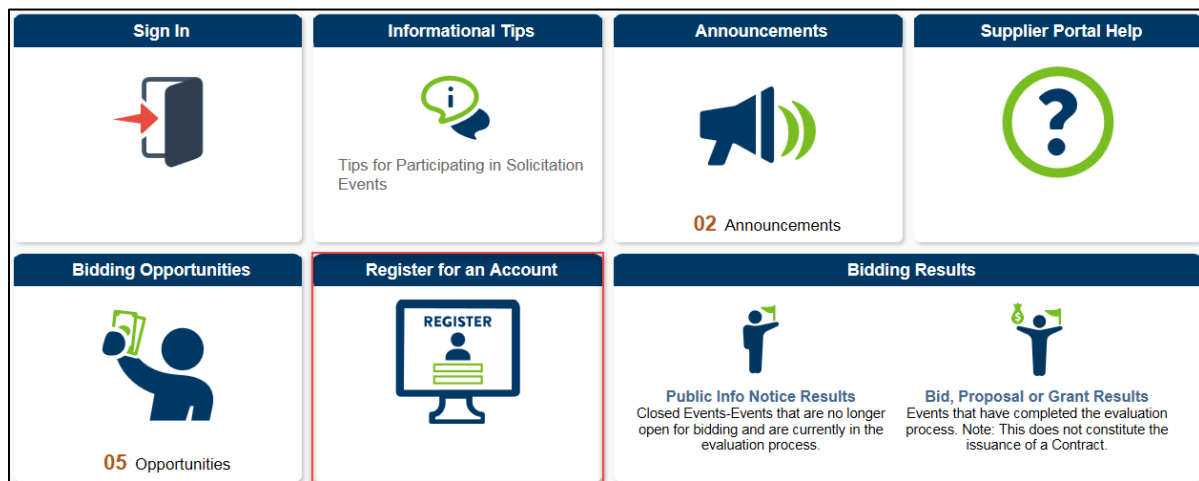 Sign In
Informational Tips
Announcements
Supplier Portal Help
i
Tips for Participating in Solicitation
Events
?
02 Announcements
Bidding Opportunities
Register for an Account
Bidding Results
REGISTER
$
05 Opportunities
Public Info Notice Results
Closed Events-Events that are no longer
open for bidding and are currently in the
evaluation process.
Bid, Proposal or Grant Results
Events that have completed the evaluation
process. Note: This does not constitute the
issuance of a Contract.